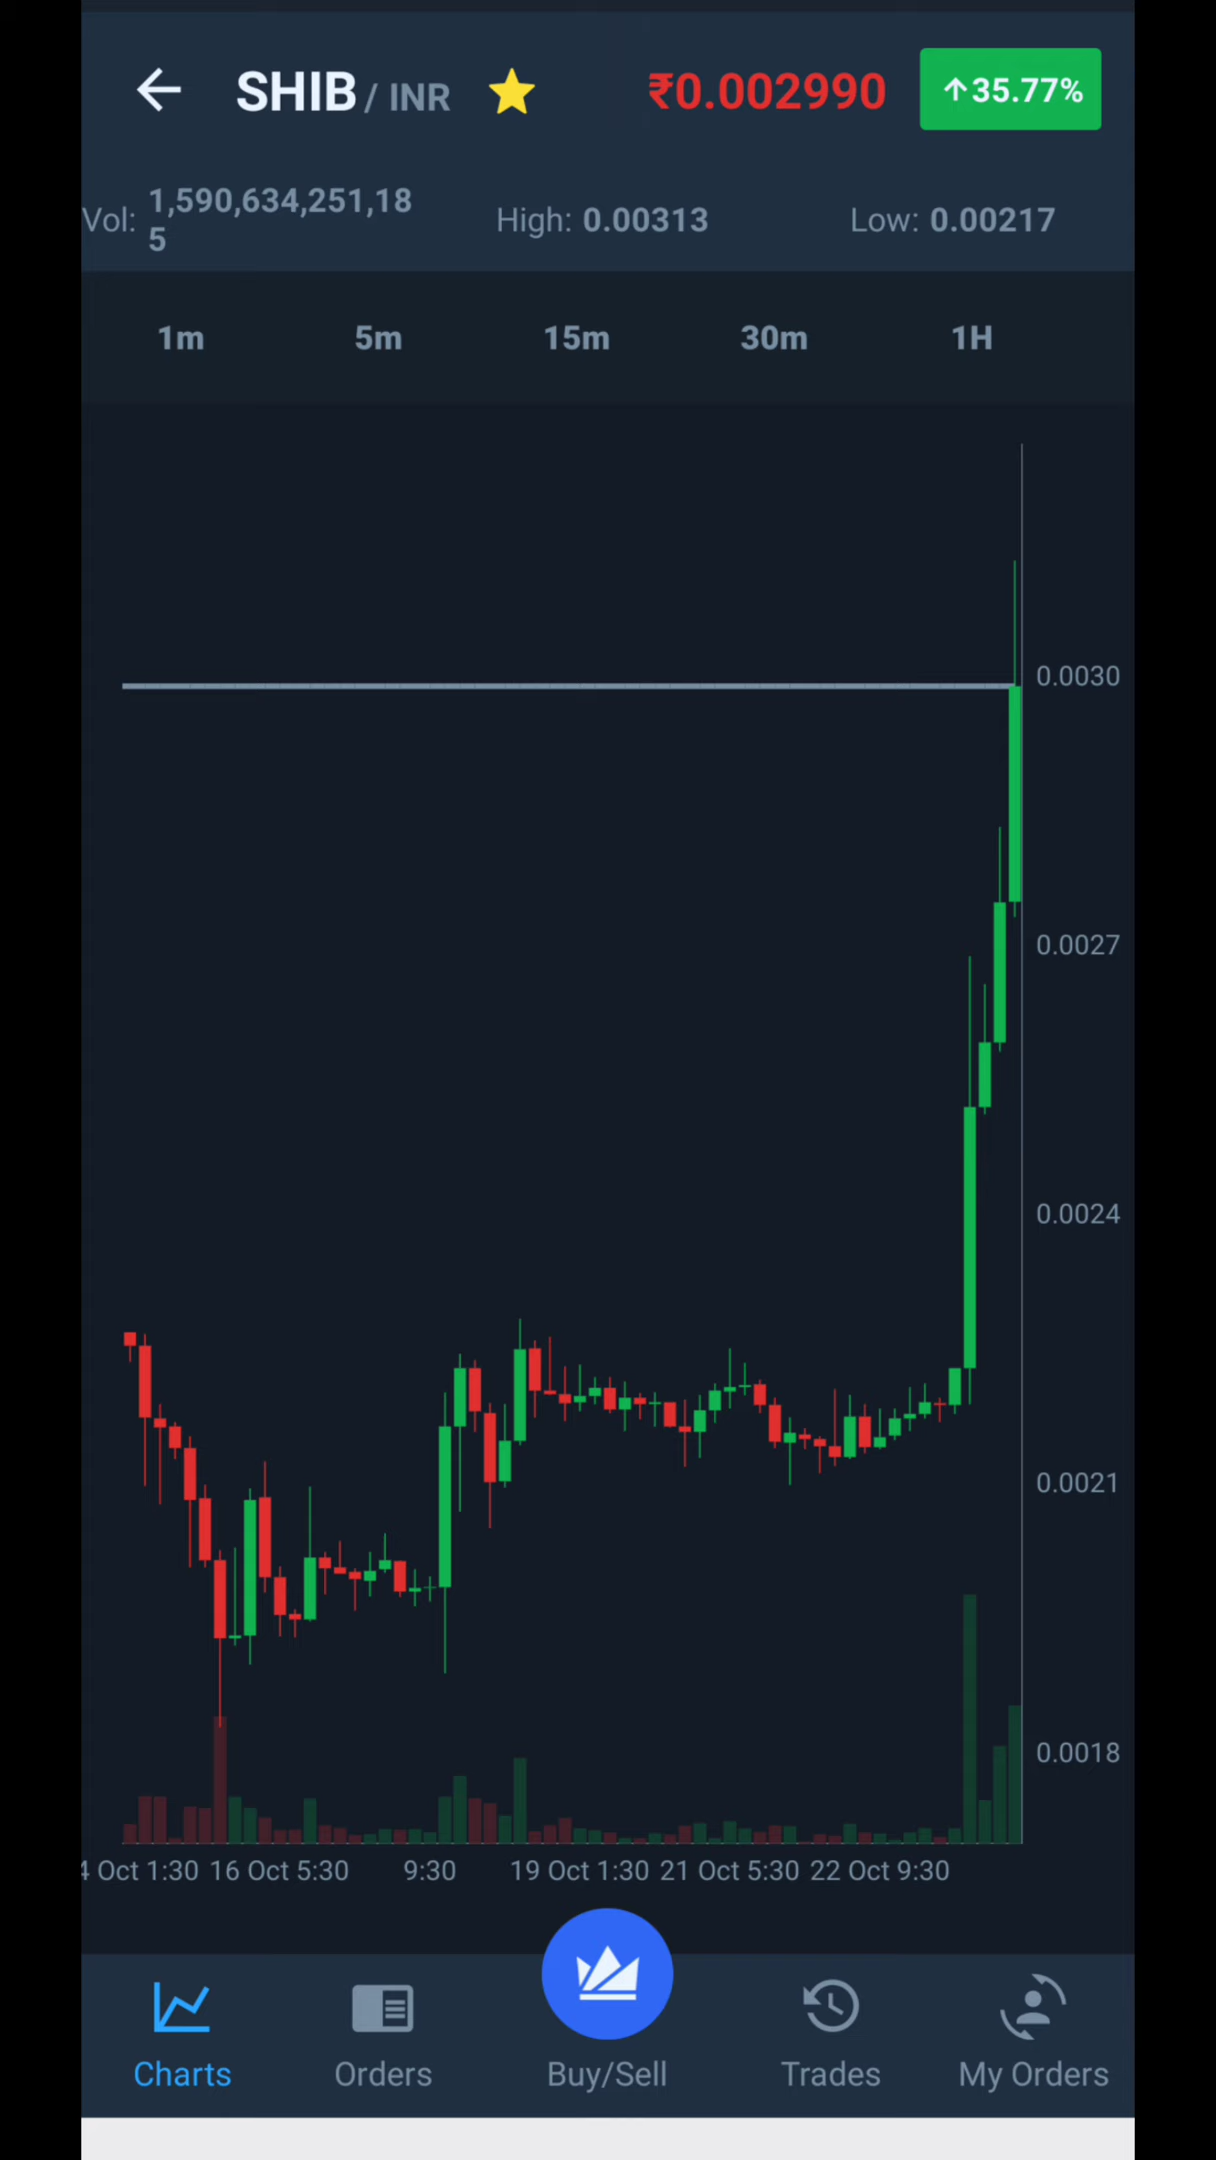 SHIB / INR ₹0.002990 ↑35.77%
Vol: 1,590,634,251,18
5
High: 0.00313 Low: 0.00217
1m 5m 15m 30m 1H
0.0030
0.0027
0.0024
0.0021
0.0018
4 Oct 1:30 16 Oct 5:30 9:30 19 Oct 1:30 21 Oct 5:30 22 Oct 9:30
Charts Orders Buy/Sell Trades My Orders